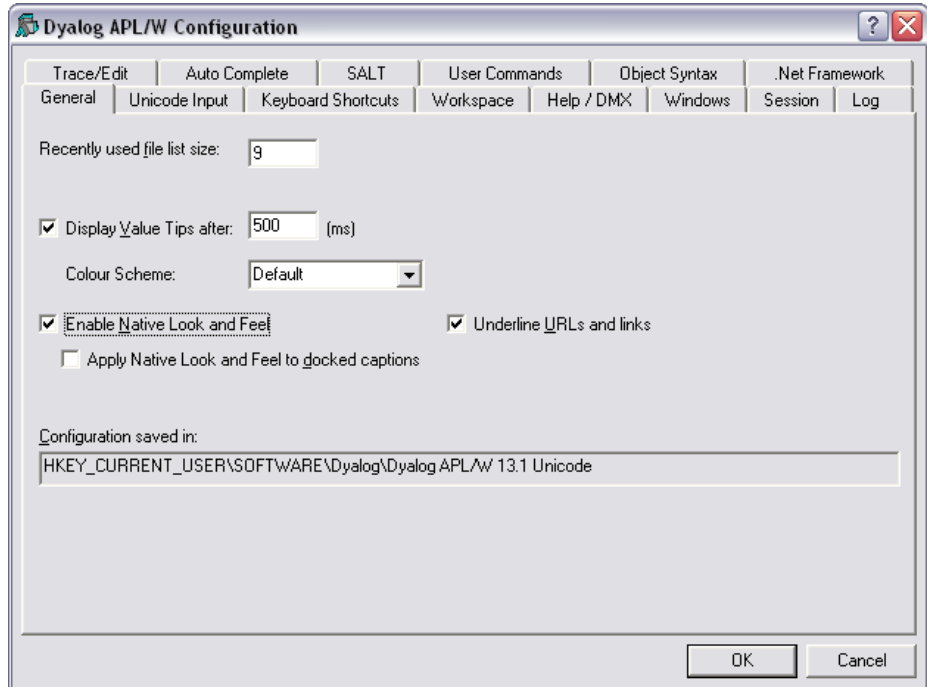 Dyalog APL/W Configuration
Trace/Edit Auto Complete SALT User Commands Object Syntax .Net Framework
General Unicode Input Keyboard Shortcuts Workspace Help / DMX Windows Session Log
Recently used file list size: 9
Display Value Tips after: 500 (ms)
Colour Scheme: Default
Enable Native Look and Feel Underline URLs and links
Apply Native Look and Feel to docked captions
Configuration saved in:
HKEY_CURRENT_USER\SOFTWARE\Dyalog\Dyalog APL/W 13.1 Unicode
OK Cancel